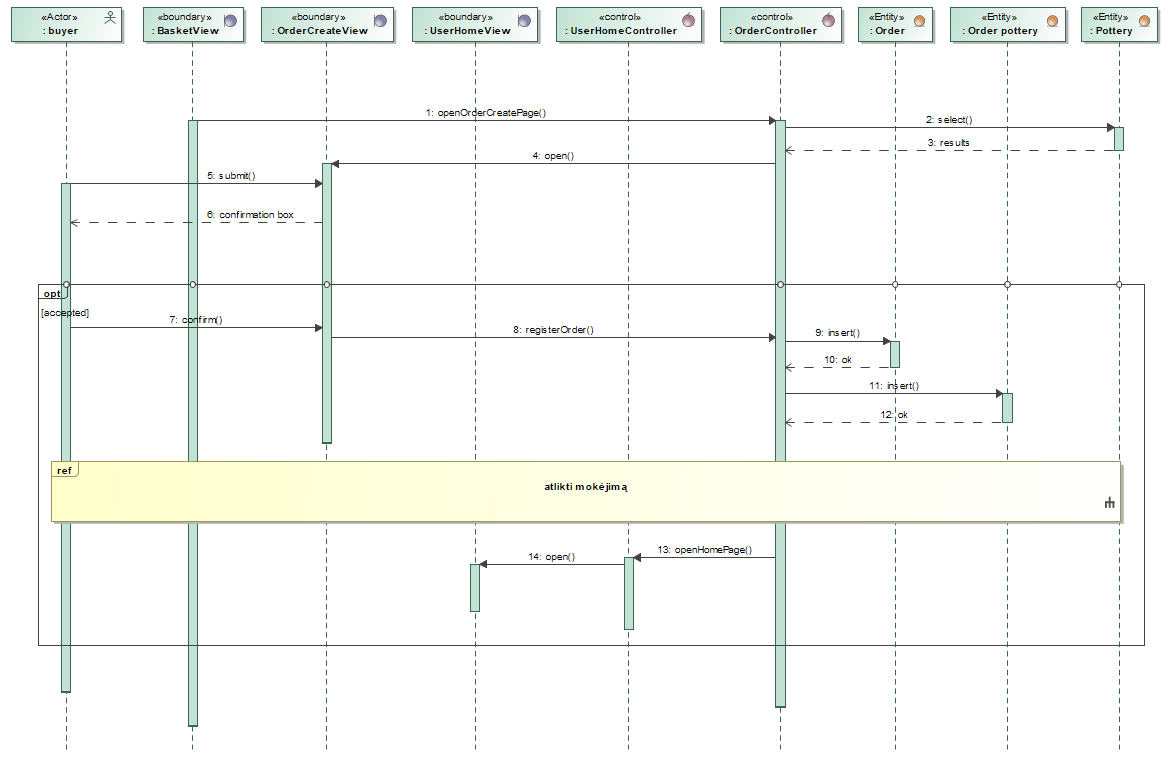 «Actor»
: buyer
«boundary»
: BasketView
«boundary»
: OrderCreateView
«boundary»
: UserHomeView
«control»
: UserHomeController
«control»
: OrderController
«Entity»
: Order
«Entity»
: Order pottery
«Entity»
: Pottery
1: openOrderCreatePage()
2: select()
3: results
4: open()
5: submit()
6: confirmation box
opt
[accepted]
7: confirm()
8: registerOrder()
9: insert()
10: ok
11: insert()
12: ok
ref
atlikti mokėjimą
13: openHomePage()
14: open()